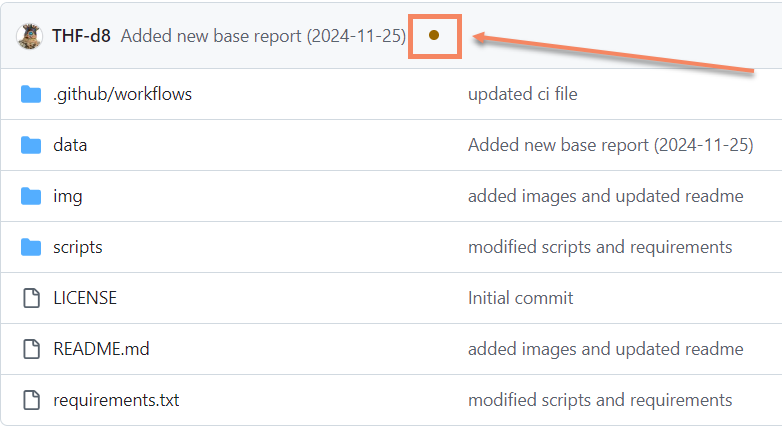 THF-d8 Added new base report (2024-11-25)
.github/workflows updated ci file
data Added new base report (2024-11-25)
img added images and updated readme
scripts modified scripts and requirements
LICENSE Initial commit
README.md added images and updated readme
requirements.txt modified scripts and requirements